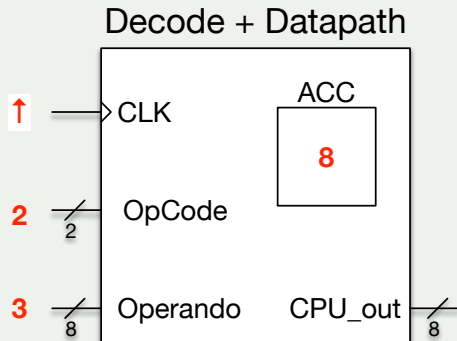 Decode + Datapath
↑ CLK
ACC
8
2 2 OpCode
3 8 Operando CPU_out 8